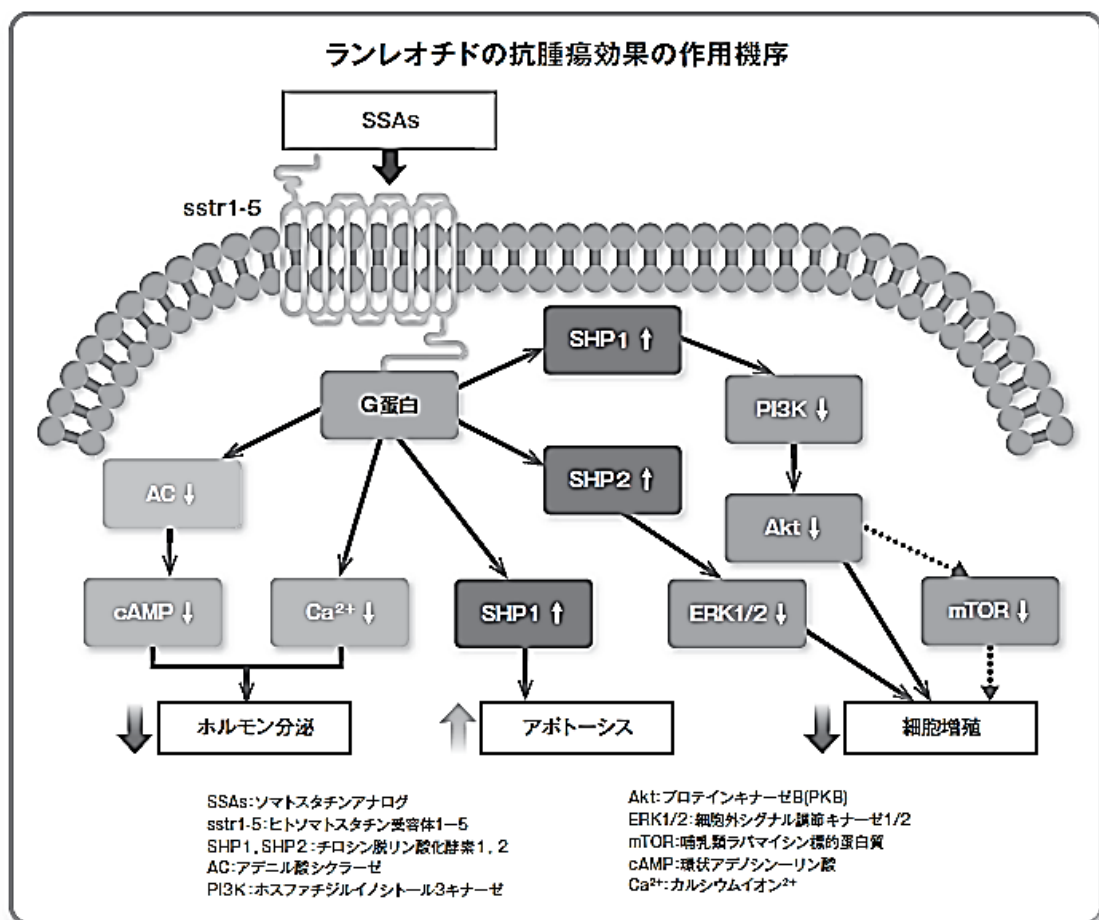 ランレオチドの抗腫瘍効果の作用機序
SSAs
sstr1-5
SHP1 ↑
G蛋白
PI3K ↓
SHP2 ↑
AC ↓
Akt ↓
cAMP ↓
Ca²⁺ ↓
SHP1 ↑
ERK1/2 ↓
mTOR ↓
ホルモン分泌
アポトーシス
細胞増殖
SSAs:ソマトスタチンアナログ
sstr1-5:ヒトソマトスタチン受容体1−5
SHP1,SHP2:チロシン脱リン酸化酵素1,2
AC:アデニル酸シクラーゼ
PI3K:ホスファチジルイノシトール3キナーゼ
Akt:プロテインキナーゼB(PKB)
ERK1/2:細胞外シグナル調節キナーゼ1/2
mTOR:哺乳類ラパマイシン標的蛋白質
cAMP:環状アデノシン一リン酸
Ca²⁺:カルシウムイオン²⁺